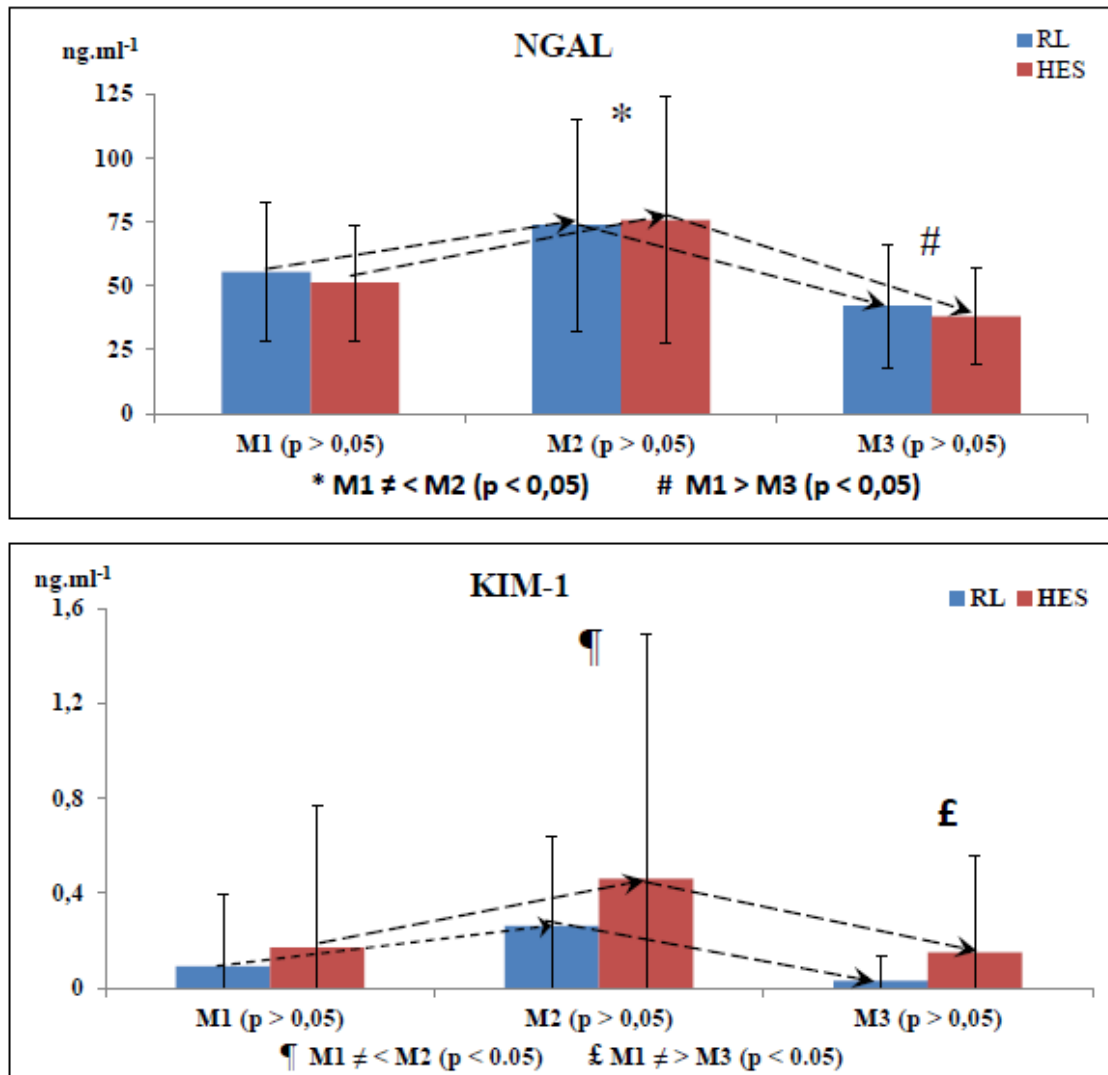 NGAL
ng.ml-1
RL
HES
125
100
75
50
25
0
*
#
M1 (p > 0,05) M2 (p > 0,05) M3 (p > 0,05)
* M1 ≠ < M2 (p < 0,05) # M1 > M3 (p < 0,05)
KIM-1
ng.ml-1
RL HES
1,6
1,2
0,8
0,4
0
¶
£
M1 (p > 0,05) M2 (p > 0,05) M3 (p > 0,05)
¶ M1 ≠ < M2 (p < 0.05) £ M1 ≠ > M3 (p < 0.05)